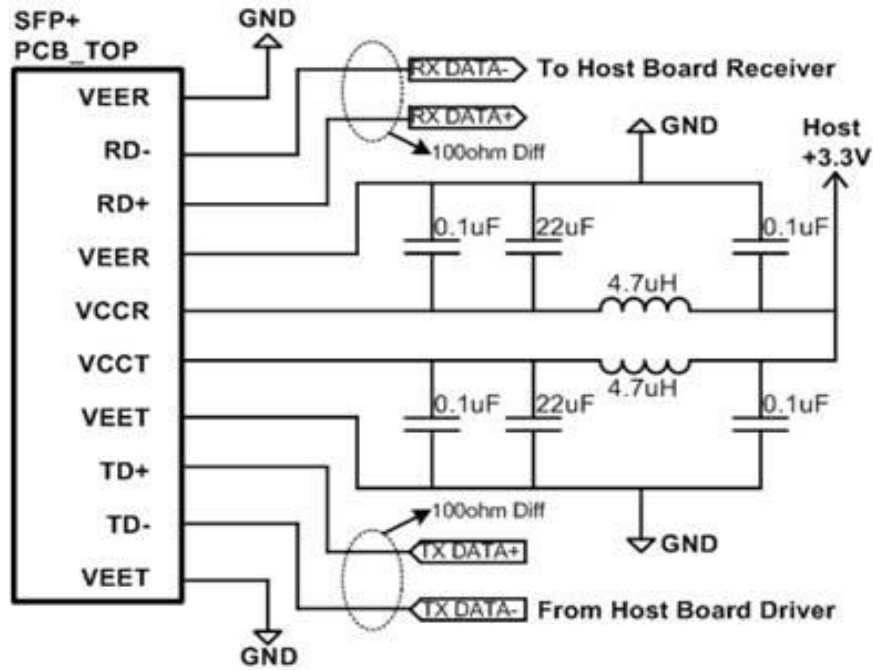 SFP+
PCB_TOP
GND
VEER
RD-
RD+
VEER
VCCR
VCCT
VEET
TD+
TD-
VEET
GND
RX DATA-
To Host Board Receiver
RX DATA+
100ohm Diff
GND
Host
+3.3V
0.1uF
22uF
0.1uF
4.7uH
4.7uH
0.1uF
22uF
0.1uF
100ohm Diff
TX DATA+
GND
TX DATA-
From Host Board Driver